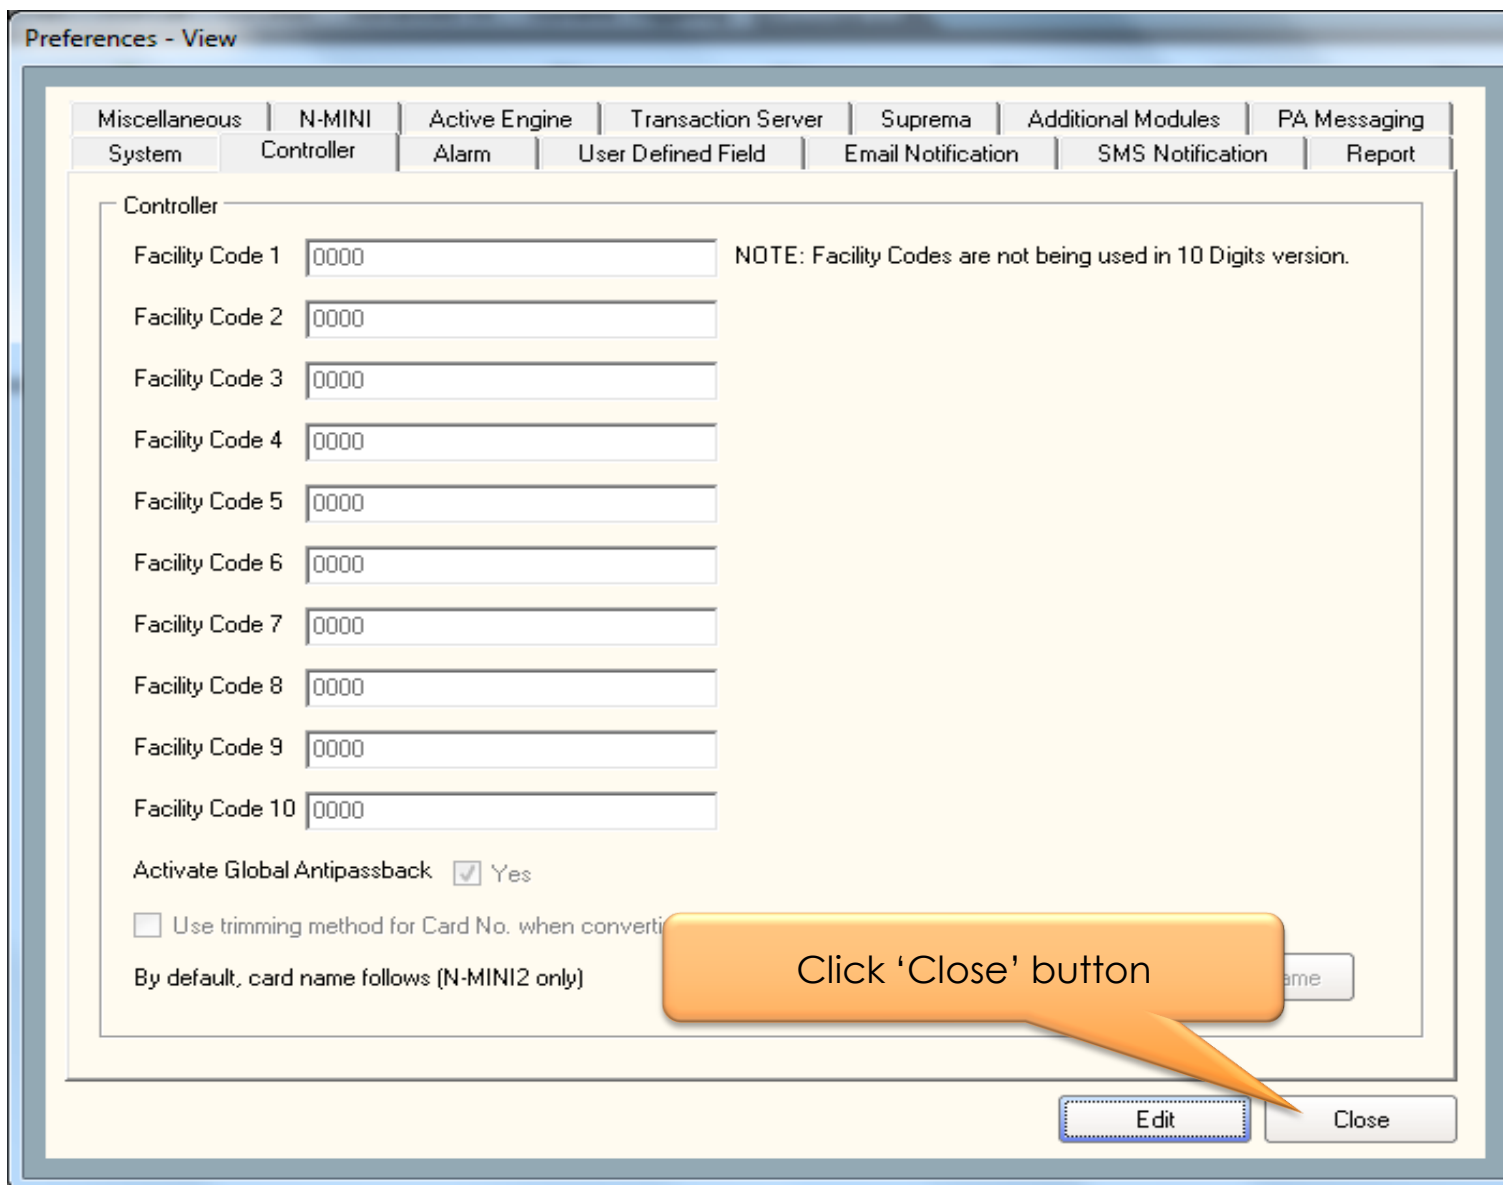 Preferences - View
Miscellaneous N-MINI Active Engine Transaction Server Suprema Additional Modules PA Messaging
System Controller Alarm User Defined Field Email Notification SMS Notification Report
Controller
Facility Code 1 0000 NOTE: Facility Codes are not being used in 10 Digits version.
Facility Code 2 0000
Facility Code 3 0000
Facility Code 4 0000
Facility Code 5 0000
Facility Code 6 0000
Facility Code 7 0000
Facility Code 8 0000
Facility Code 9 0000
Facility Code 10 0000
Activate Global Antipassback Yes
Use trimming method for Card No. when
By default, card name follows (N-MINI2 only)
Click ‘Close’ button
Edit Close